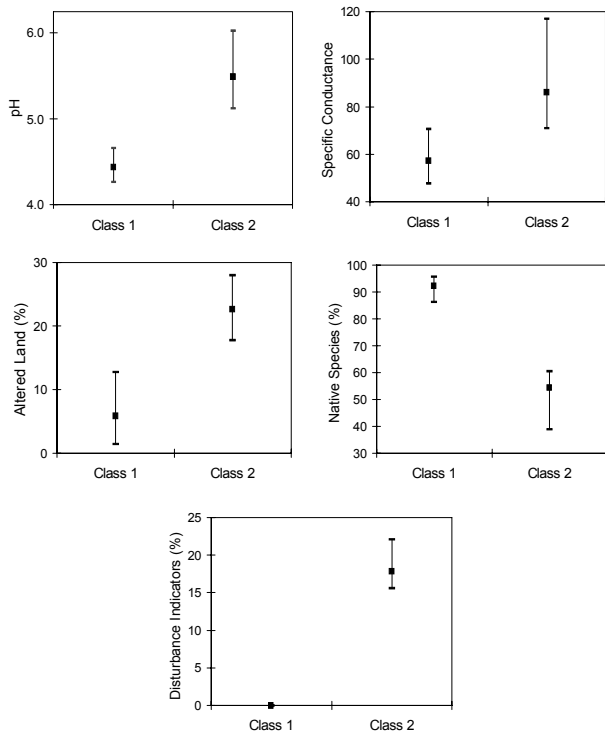 6.0
5.0
4.0
pH
Class 1 Class 2
120
100
80
60
40
Specific Conductance
Class 1 Class 2
30
20
10
0
Altered Land (%)
Class 1 Class 2
100
90
80
70
60
50
40
30
Native Species (%)
Class 1 Class 2
25
20
15
10
5
0
Disturbance Indicators (%)
Class 1 Class 2